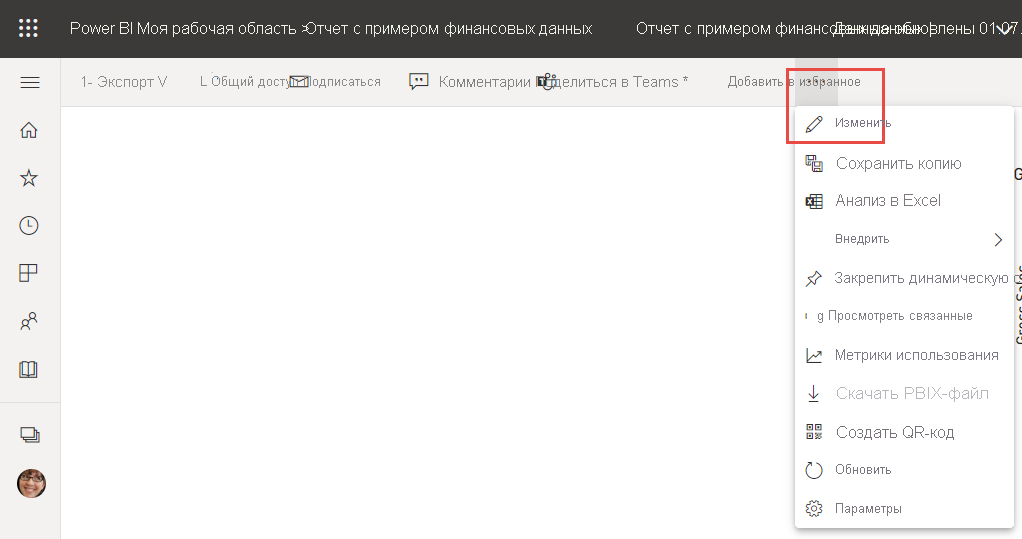 Power BI Моя рабочая область > Отчет с примером финансовых данных
Отчет с примером финансовых данных | Данные обновлены 01.07.
1- Экспорт V
L Общий доступ
Подписаться
Комментарии
Поделиться в Teams *
Добавить в избранное
Изменить
Сохранить копию
Анализ в Excel
Внедрить
Закрепить динамическую
g Просмотреть связанные
Метрики использования
Скачать PBIX-файл
Создать QR-код
Обновить
Параметры
G
Gross Sales